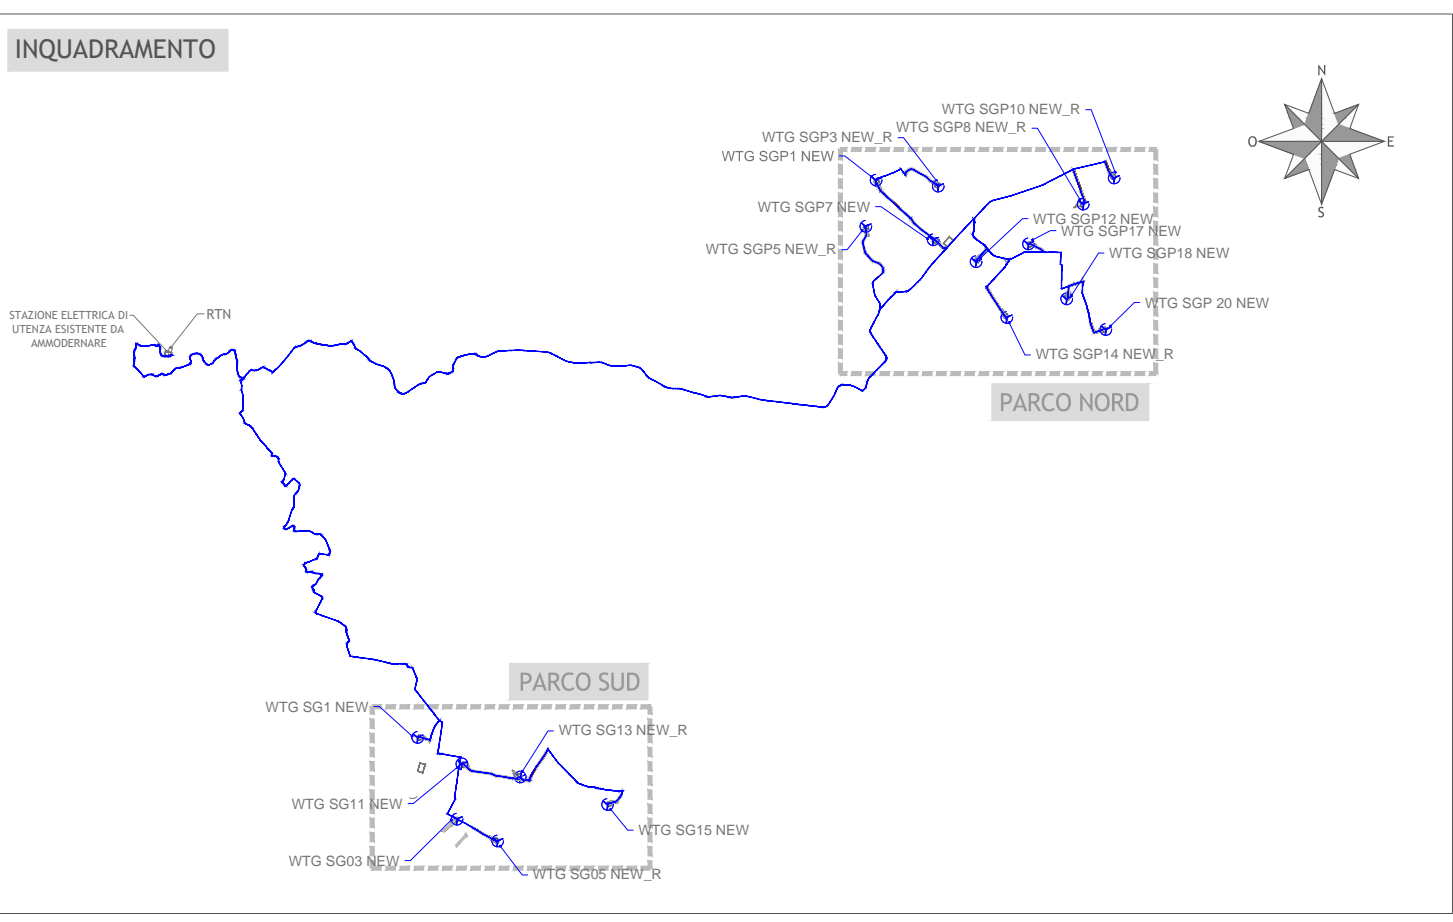 INQUADRAMENTO
N
O
E
S
WTG SGP10 NEW_R
WTG SGP8 NEW_R
WTG SGP3 NEW_R
WTG SGP1 NEW
WTG SGP7 NEW
WTG SGP12 NEW
WTG SGP17 NEW
WTG SGP5 NEW_R
WTG SGP18 NEW
WTG SGP 20 NEW
WTG SGP14 NEW_R
PARCO NORD
STAZIONE ELETTRICA DI
UTENZA ESISTENTE DA
AMMODERNARE
RTN
PARCO SUD
WTG SG1 NEW
WTG SG13 NEW_R
WTG SG11 NEW
WTG SG15 NEW
WTG SG03 NEW
WTG SG05 NEW_R